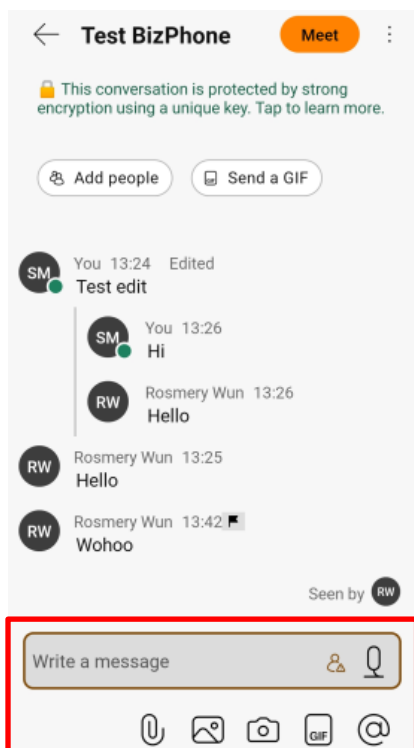 Test BizPhone
Meet
This conversation is protected by strong
encryption using a unique key. Tap to learn more.
Add people
Send a GIF
SM
You 13:24 Edited
Test edit
SM
You 13:26
Hi
RW
Rosmery Wun 13:26
Hello
RW
Rosmery Wun 13:25
Hello
RW
Rosmery Wun 13:42
Wohoo
Seen by RW
Write a message
GIF
@